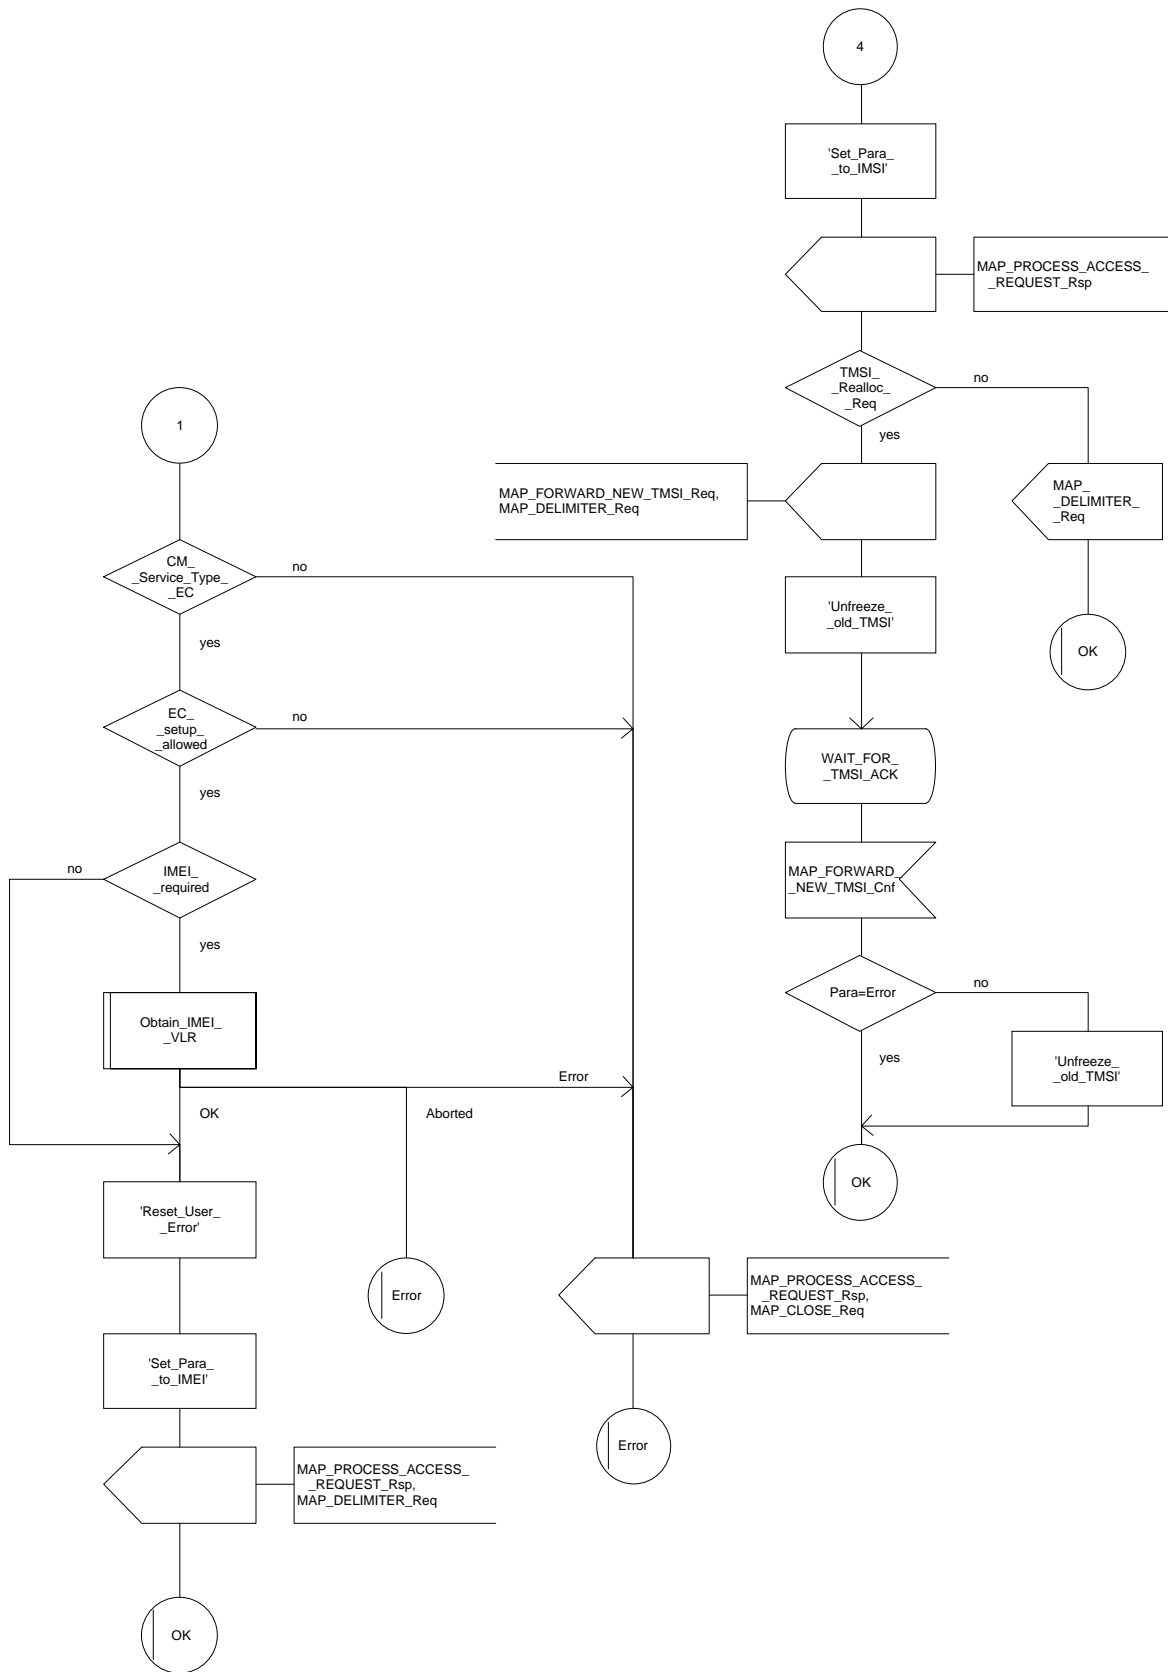 4
'Set_Para_
_to_IMSI'
MAP_PROCESS_ACCESS_
_REQUEST_Rsp
TMSI_
_Realloc_
_Req
no
yes
MAP_FORWARD_NEW_TMSI_Req,
MAP_DELIMITER_Req
MAP_
_DELIMITER_
_Req
'Unfreeze_
_old_TMSI'
OK
WAIT_FOR_
_TMSI_ACK
MAP_FORWARD_
_NEW_TMSI_Cnf
Para=Error
no
yes
'Unfreeze_
_old_TMSI'
OK
1
CM_
_Service_Type_
_EC
no
yes
EC_
_setup_
_allowed
no
yes
no
IMEI_
_required
yes
Obtain_IMEI_
_VLR
Error
OK
Aborted
'Reset_User_
_Error'
Error
MAP_PROCESS_ACCESS_
_REQUEST_Rsp,
MAP_CLOSE_Req
'Set_Para_
_to_IMEI'
Error
MAP_PROCESS_ACCESS_
_REQUEST_Rsp,
MAP_DELIMITER_Req
OK